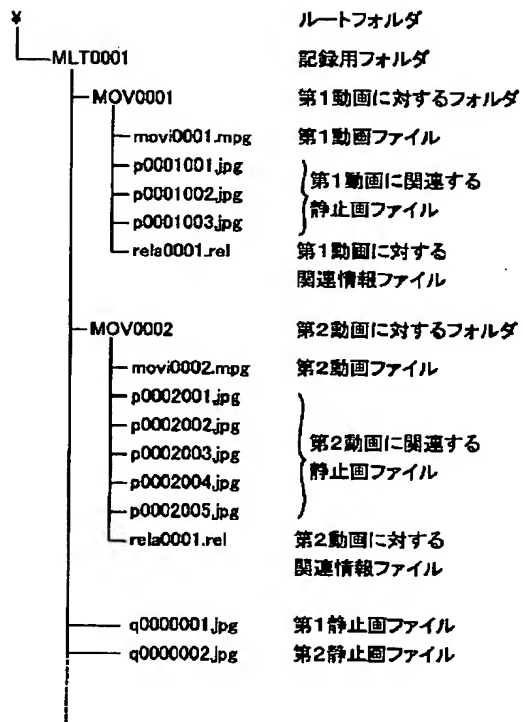 ¥ ルートフォルダ
MLT0001 記録用フォルダ
MOV0001 第1動画に対するフォルダ
movi0001.mpg 第1動画ファイル
p0001001.jpg
p0001002.jpg 第1動画に関連する
静止画ファイル
p0001003.jpg
rela0001.rel 第1動画に対する
関連情報ファイル
MOV0002 第2動画に対するフォルダ
movi0002.mpg 第2動画ファイル
p0002001.jpg
p0002002.jpg
p0002003.jpg 第2動画に関連する
静止画ファイル
p0002004.jpg
p0002005.jpg
rela0001.rel 第2動画に対する
関連情報ファイル
q0000001.jpg 第1静止画ファイル
q0000002.jpg 第2静止画ファイル